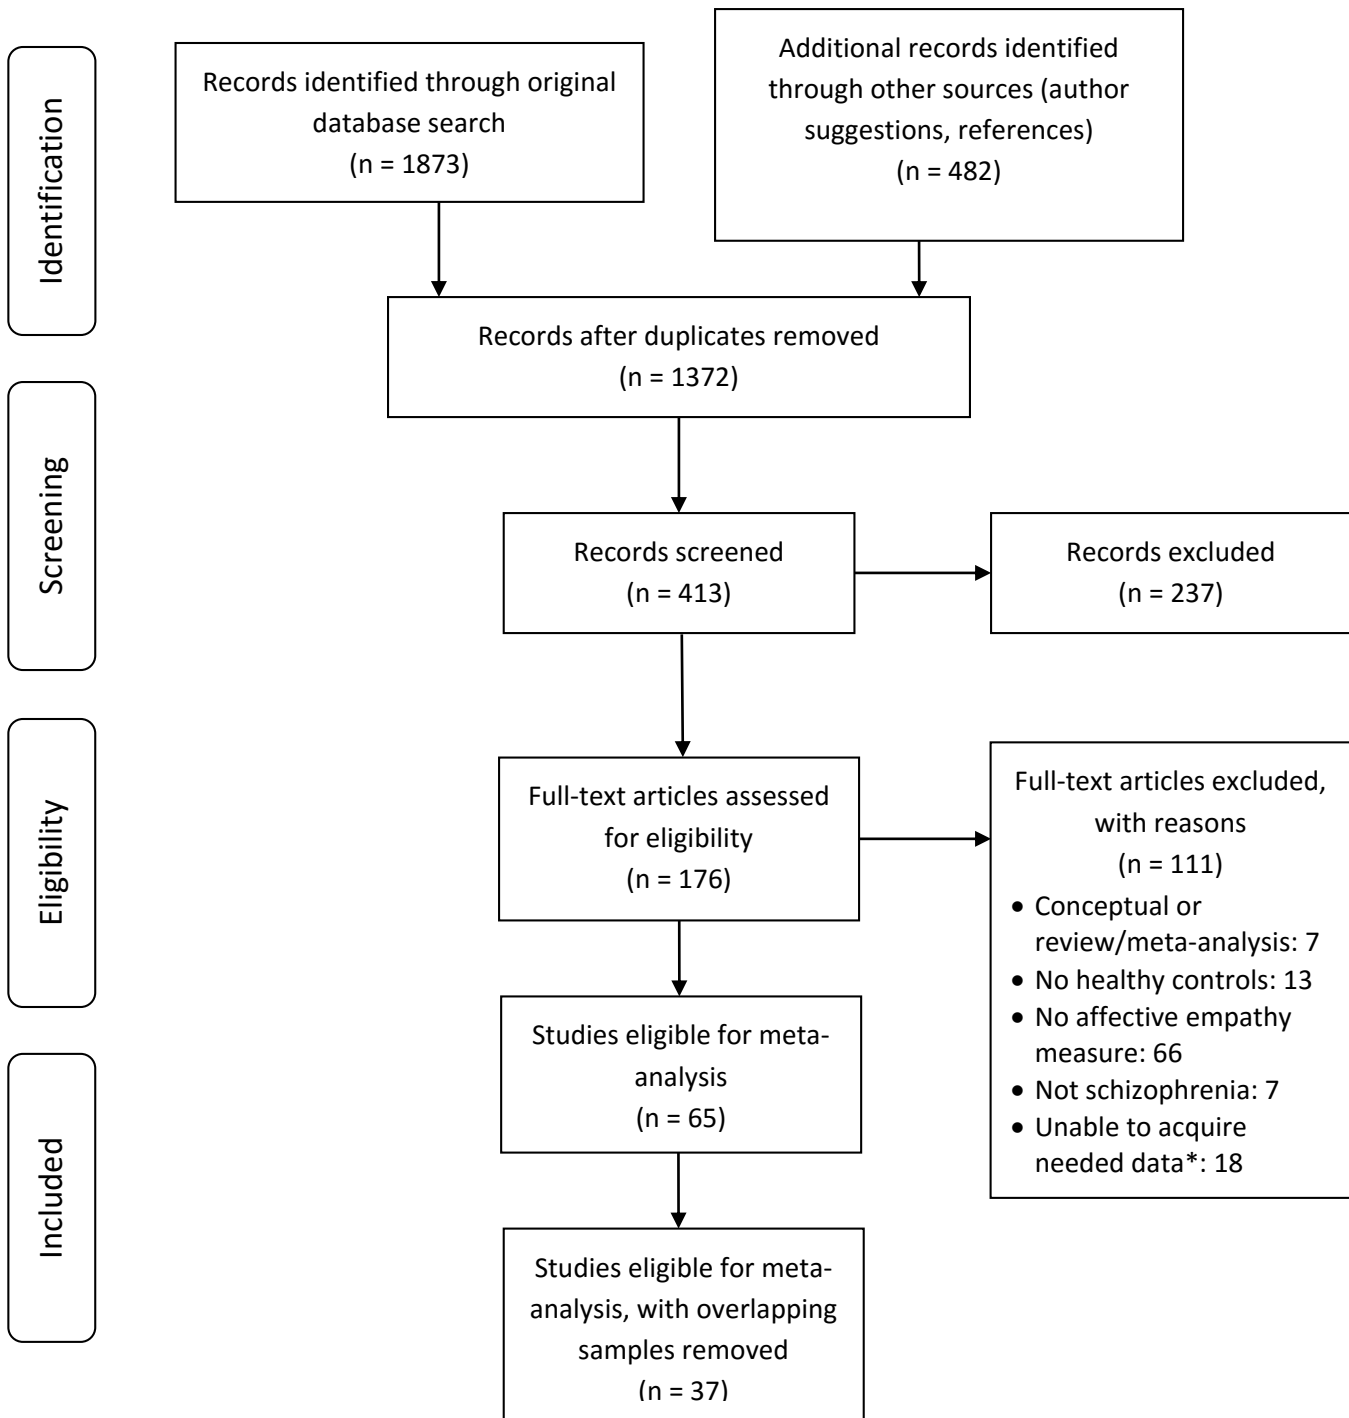 Identification
Records identified through original
database search
(n = 1873)
Additional records identified
through other sources (author
suggestions, references)
(n = 482)
Records after duplicates removed
(n = 1372)
Screening
Records screened
(n = 413)
Records excluded
(n = 237)
Eligibility
Full-text articles assessed
for eligibility
(n = 176)
Full-text articles excluded,
with reasons
(n = 111)
• Conceptual or
review/meta-analysis: 7
• No healthy controls: 13
• No affective empathy
measure: 66
• Not schizophrenia: 7
• Unable to acquire
needed data*: 18
Included
Studies eligible for meta-
analysis
(n = 65)
Studies eligible for meta-
analysis, with overlapping
samples removed
(n = 37)